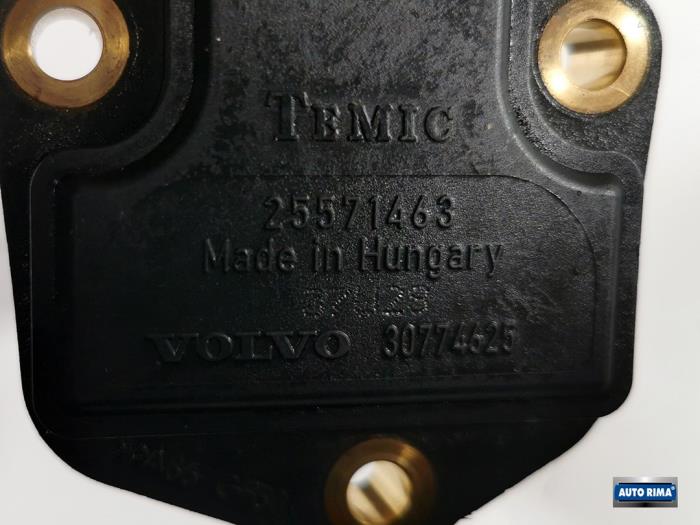 TEMIC
25571463
Made in Hungary
VOLVO 30774625
AUTO RIMA